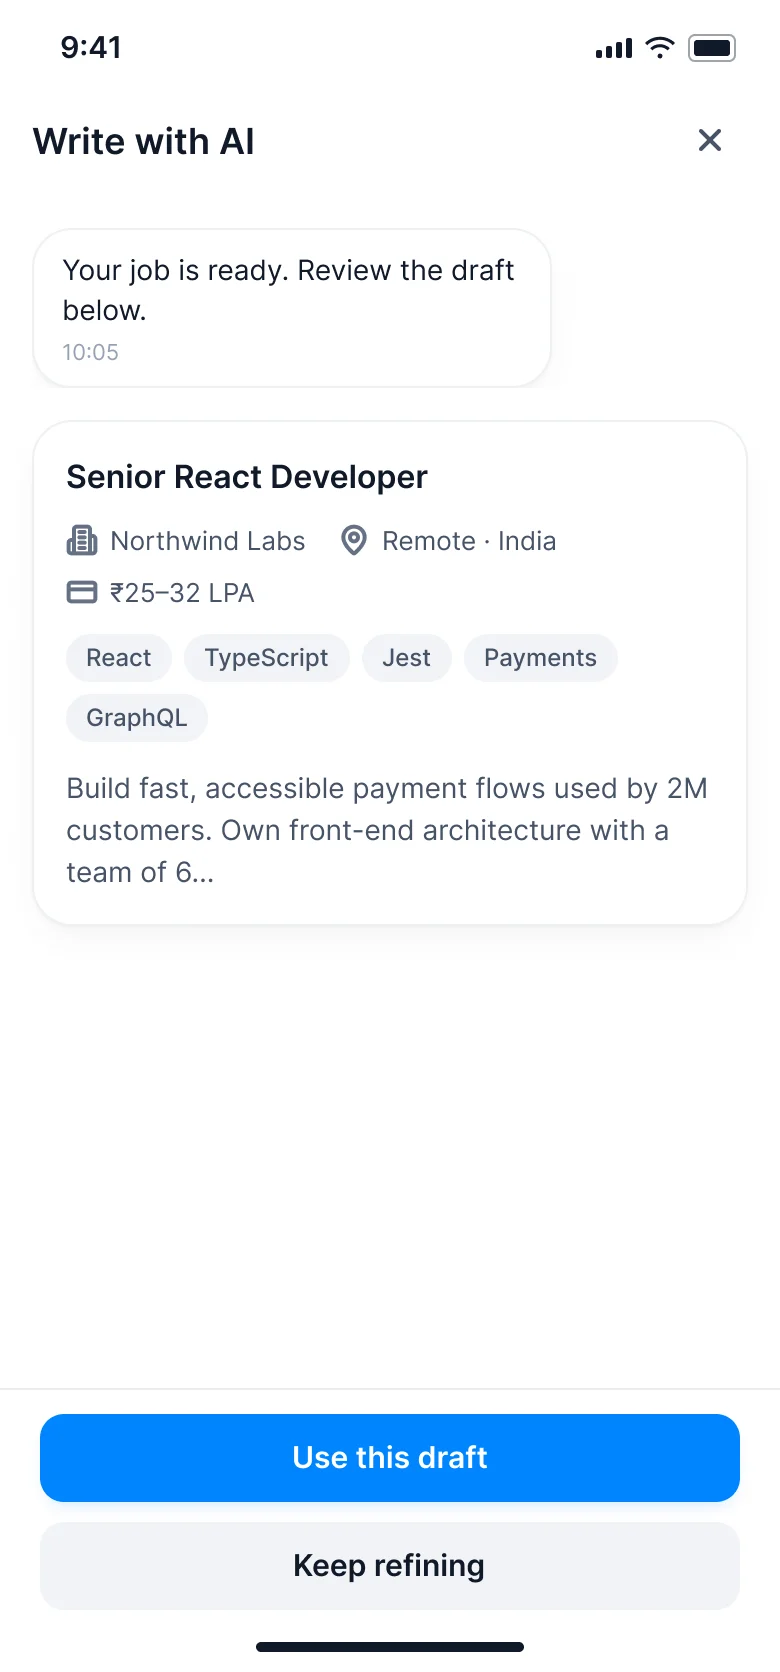 9:41
Write with AI
Your job is ready. Review the draft
below.
10:05
Senior React Developer
Northwind Labs Remote · India
₹25–32 LPA
React TypeScript Jest Payments
GraphQL
Build fast, accessible payment flows used by 2M
customers. Own front-end architecture with a
team of 6...
Use this draft
Keep refining